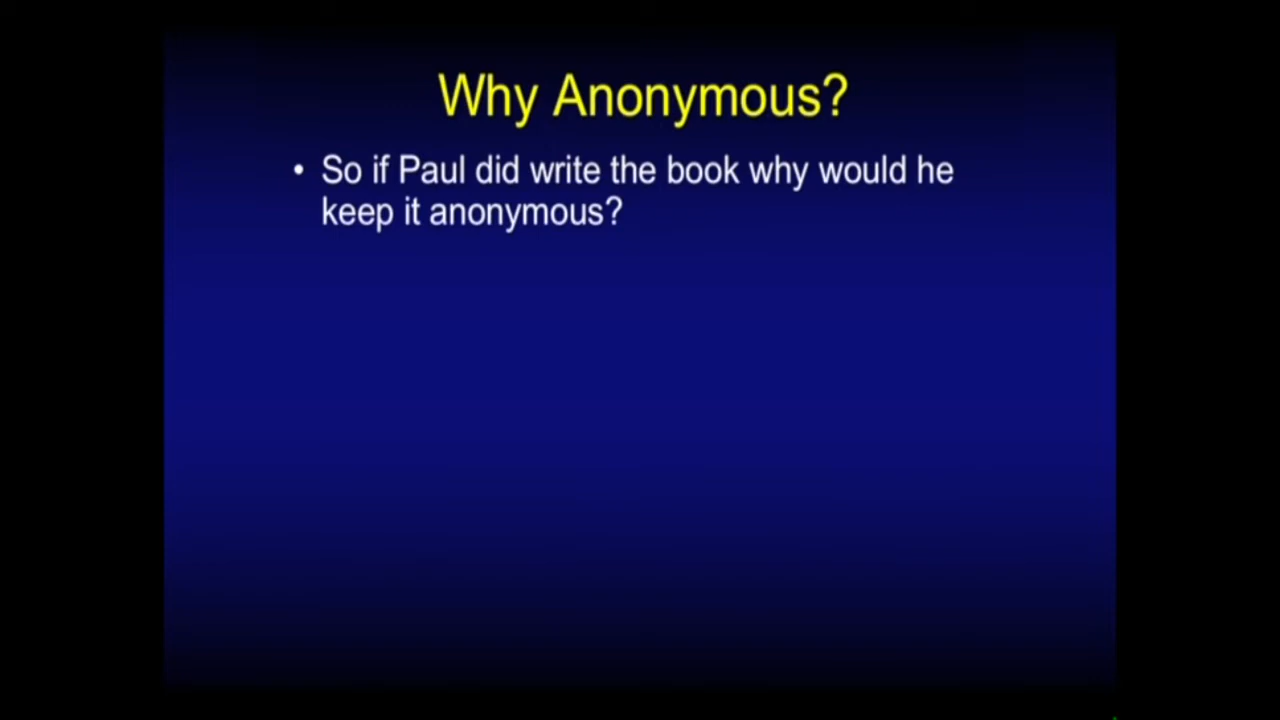 Why Anonymous?
• So if Paul did write the book why would he
keep it anonymous?